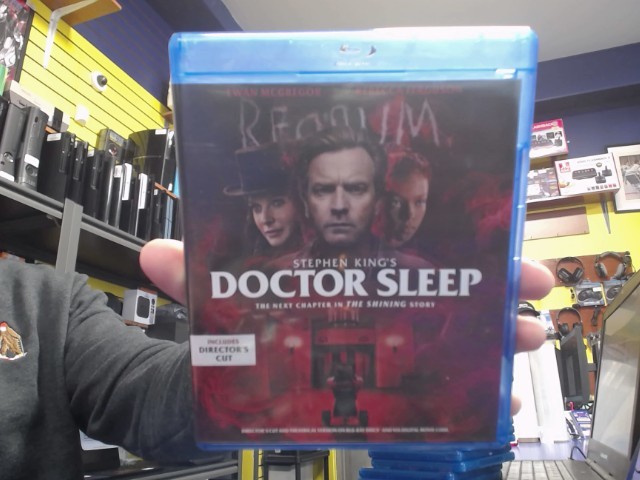 EWAN MCGREGOR
REDRUM
STEPHEN KING'S
DOCTOR SLEEP
THE NEXT CHAPTER IN THE SHINING STORY
INCLUDES
DIRECTOR'S
CUT